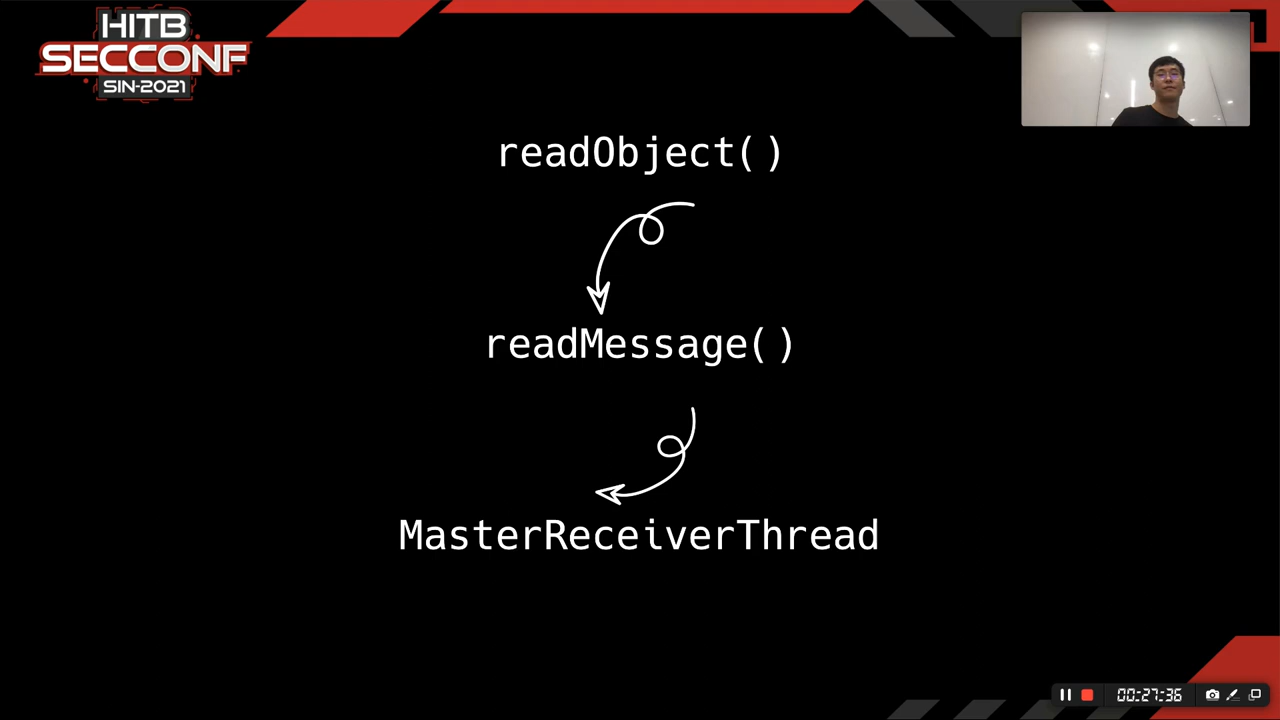 HITB
SECCONF
SIN-2021
readObject()
readMessage()
MasterReceiverThread
00:27:36